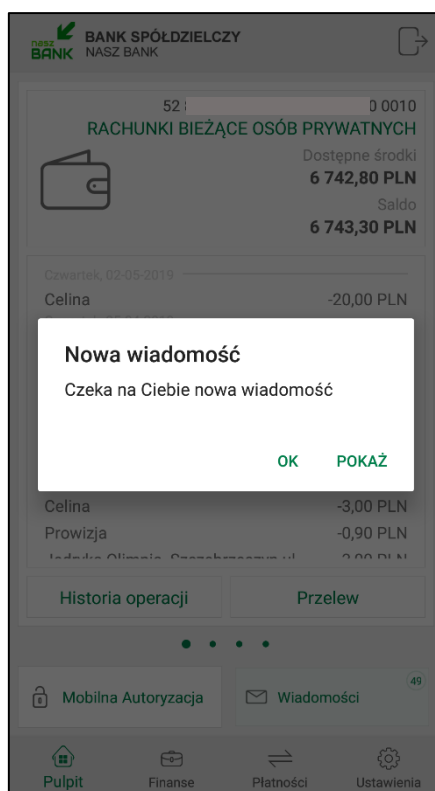 nasz
BANK
BANK SPÓŁDZIELCZY
NASZ BANK
52 0 0010
RACHUNKI BIEŻĄCE OSÓB PRYWATNYCH
Dostępne środki
6 742,80 PLN
Saldo
6 743,30 PLN
Czwartek, 02-05-2019
Celina -20,00 PLN
Nowa wiadomość
Czeka na Ciebie nowa wiadomość
OK POKAŻ
Celina -3,00 PLN
Prowizja -0,90 PLN
Historia operacji Przelew
Mobilna Autoryzacja Wiadomości 49
Pulpit Finanse Płatności Ustawienia